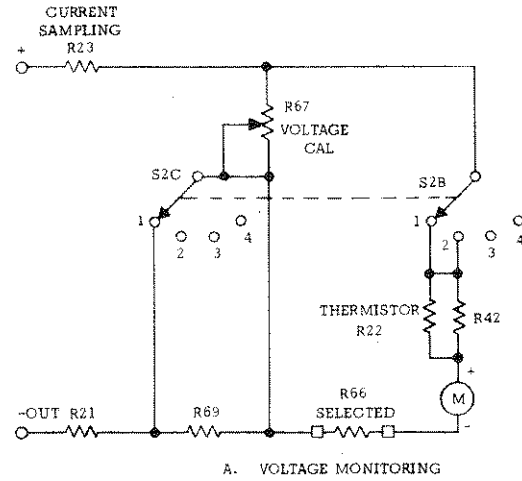 CURRENT
SAMPLING
+ R23
R67
VOLTAGE
CAL
S2C
S2B
1 2 3 4
1 2 3 4
THERMISTOR
R22
R42
+
M
-
-OUT R21
R69
R66
SELECTED
A. VOLTAGE MONITORING